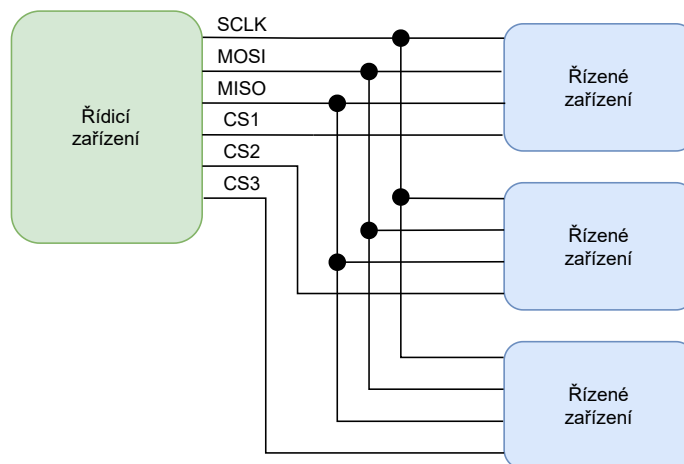 SCLK
MOSI
MISO
CS1
CS2
CS3
Řídicí
zařízení
Řízené
zařízení
Řízené
zařízení
Řízené
zařízení